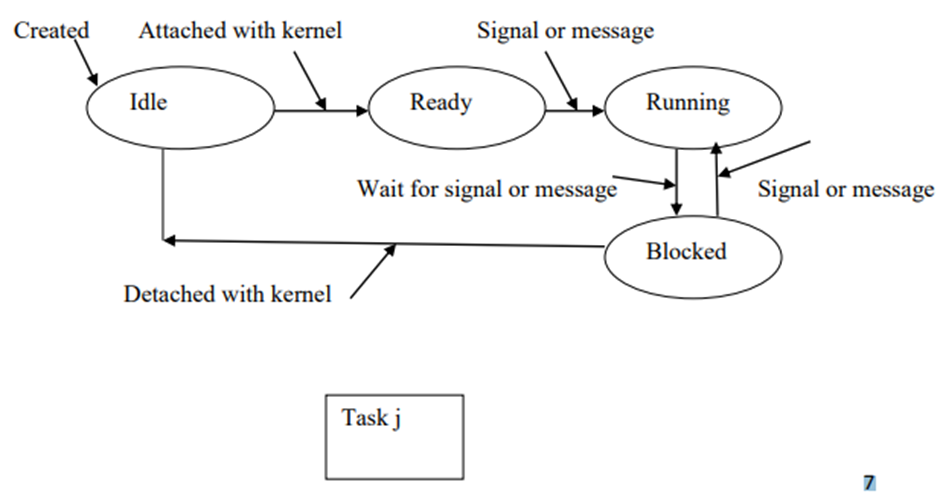 Created
Attached with kernel
Signal or message
Idle
Ready
Running
Wait for signal or message
Signal or message
Blocked
Detached with kernel
Task j
7